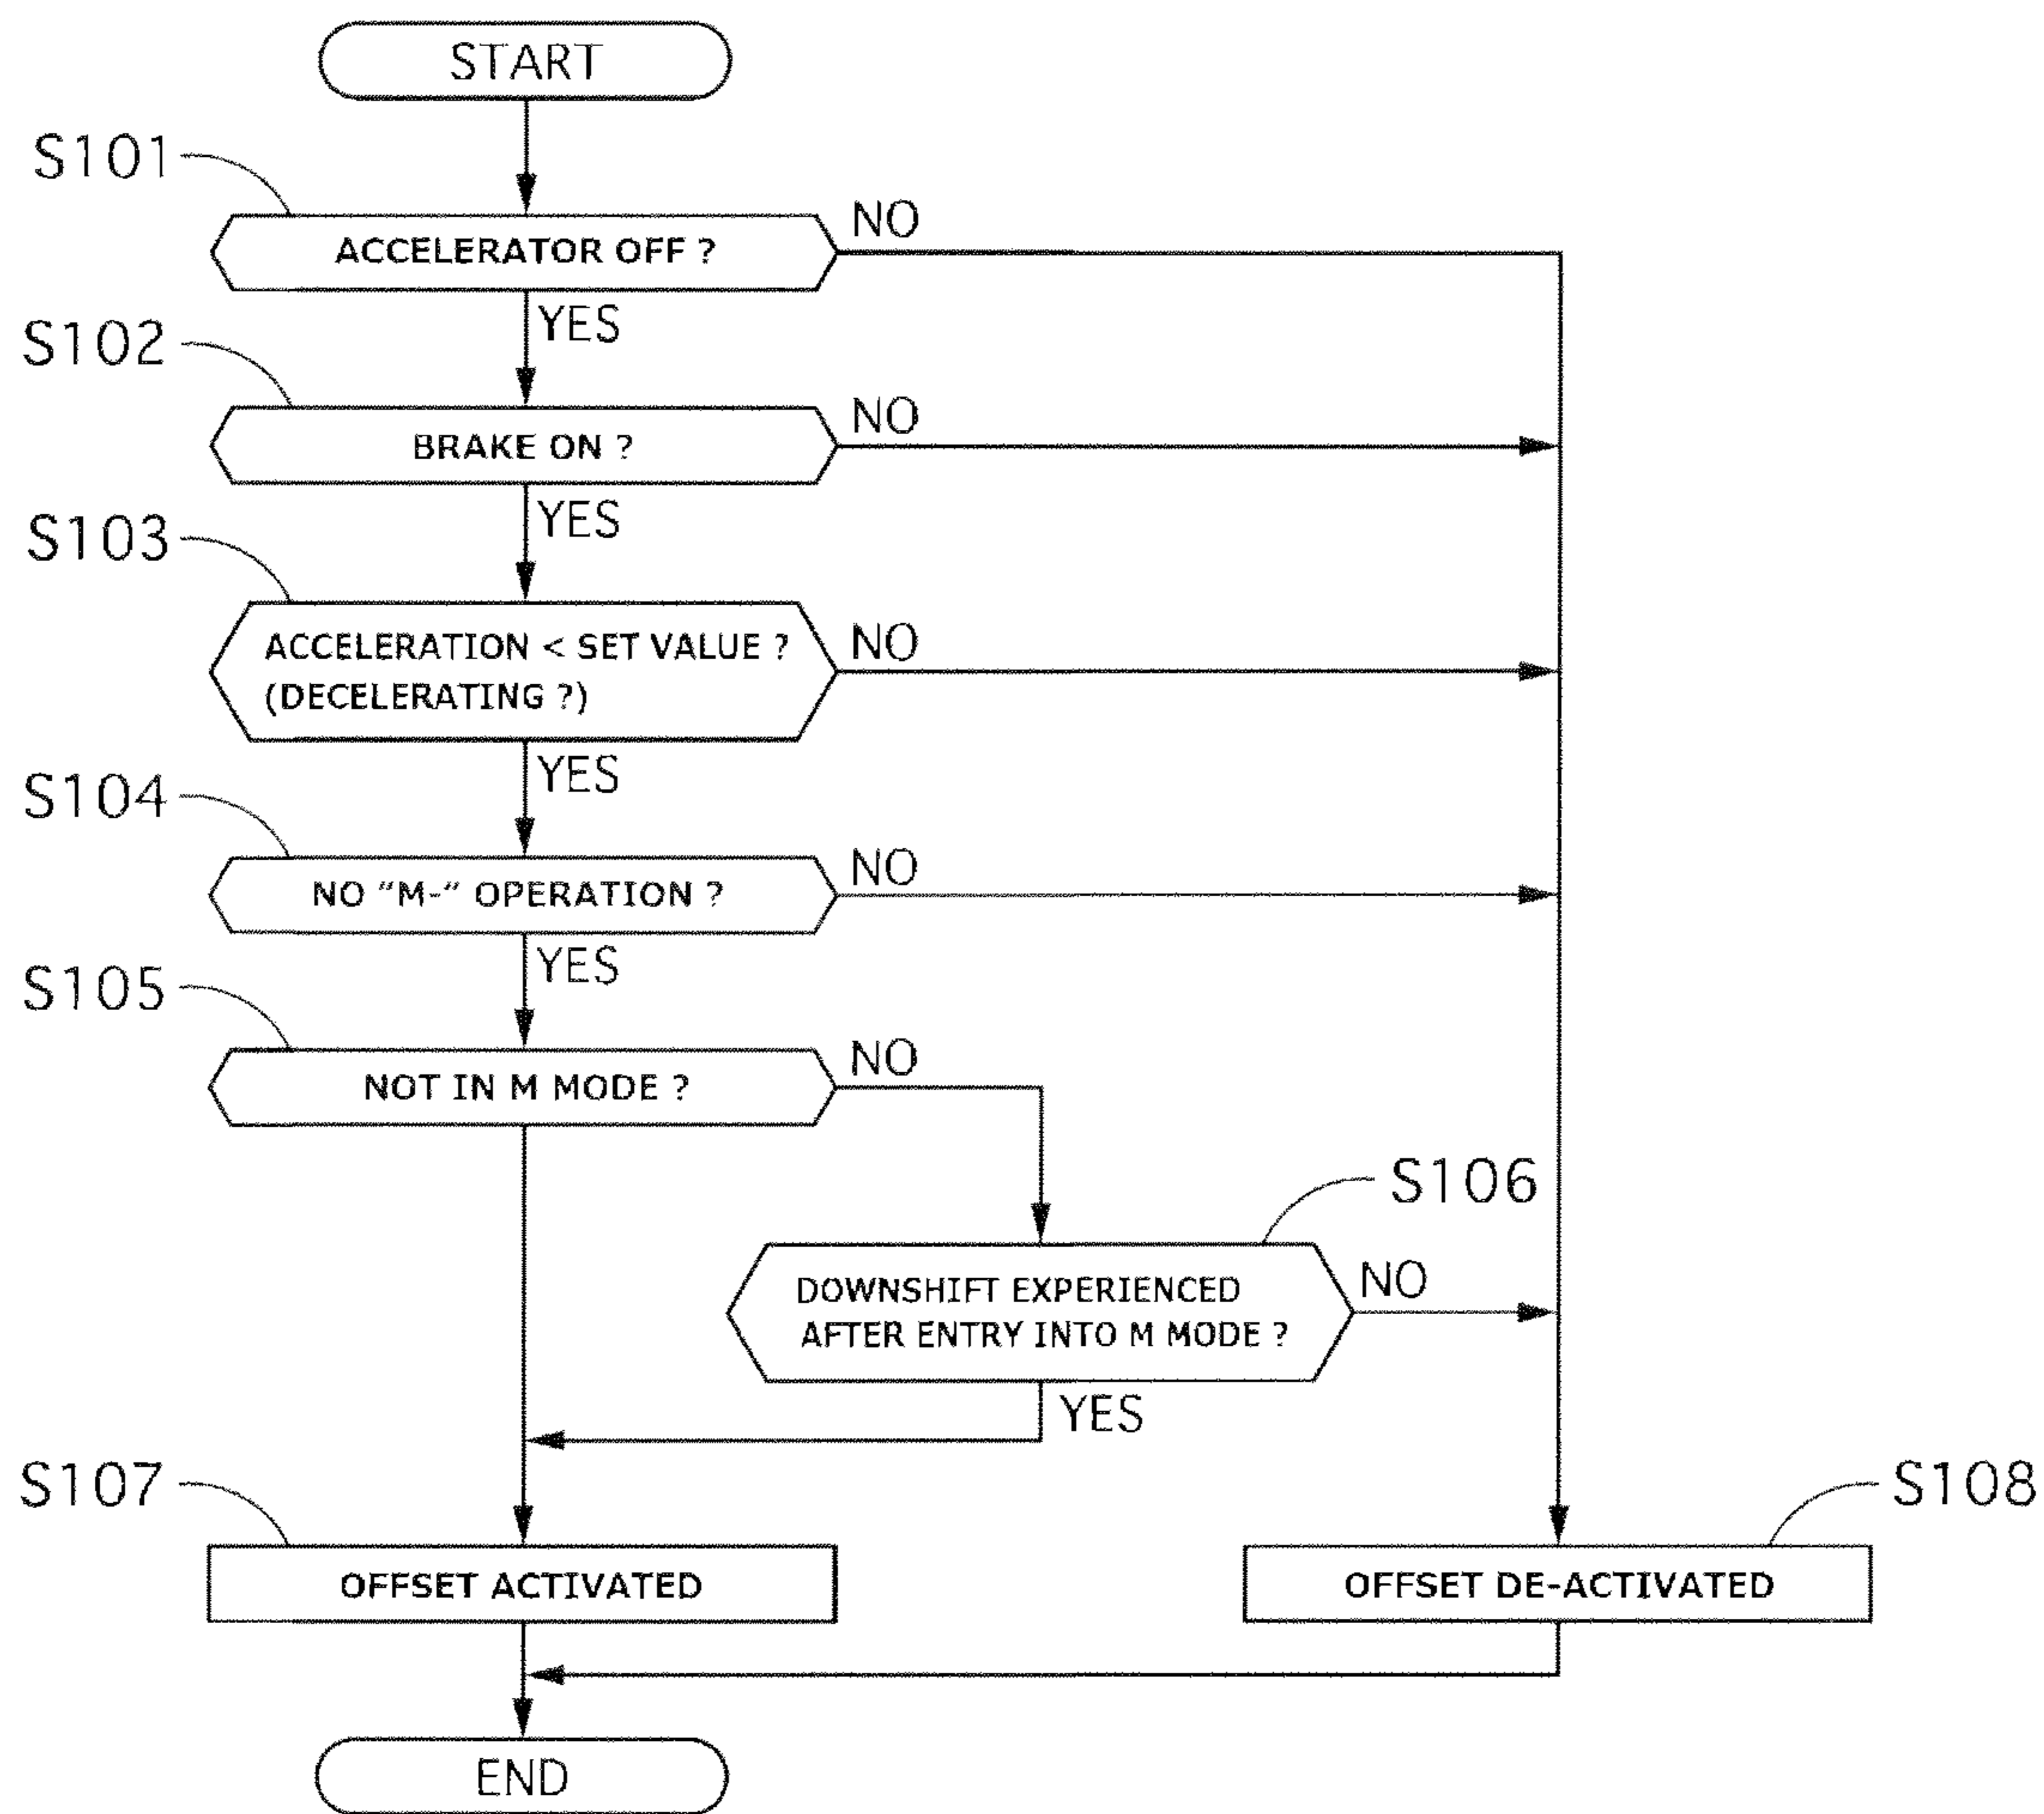 START
S101
ACCELERATOR OFF ?
NO
YES
S102
BRAKE ON ?
NO
YES
S103
ACCELERATION < SET VALUE ?
(DECELERATING ?)
NO
YES
S104
NO "M-" OPERATION ?
NO
YES
S105
NOT IN M MODE ?
NO
S106
DOWNSHIFT EXPERIENCED
AFTER ENTRY INTO M MODE ?
NO
YES
S107
OFFSET ACTIVATED
S108
OFFSET DE-ACTIVATED
END